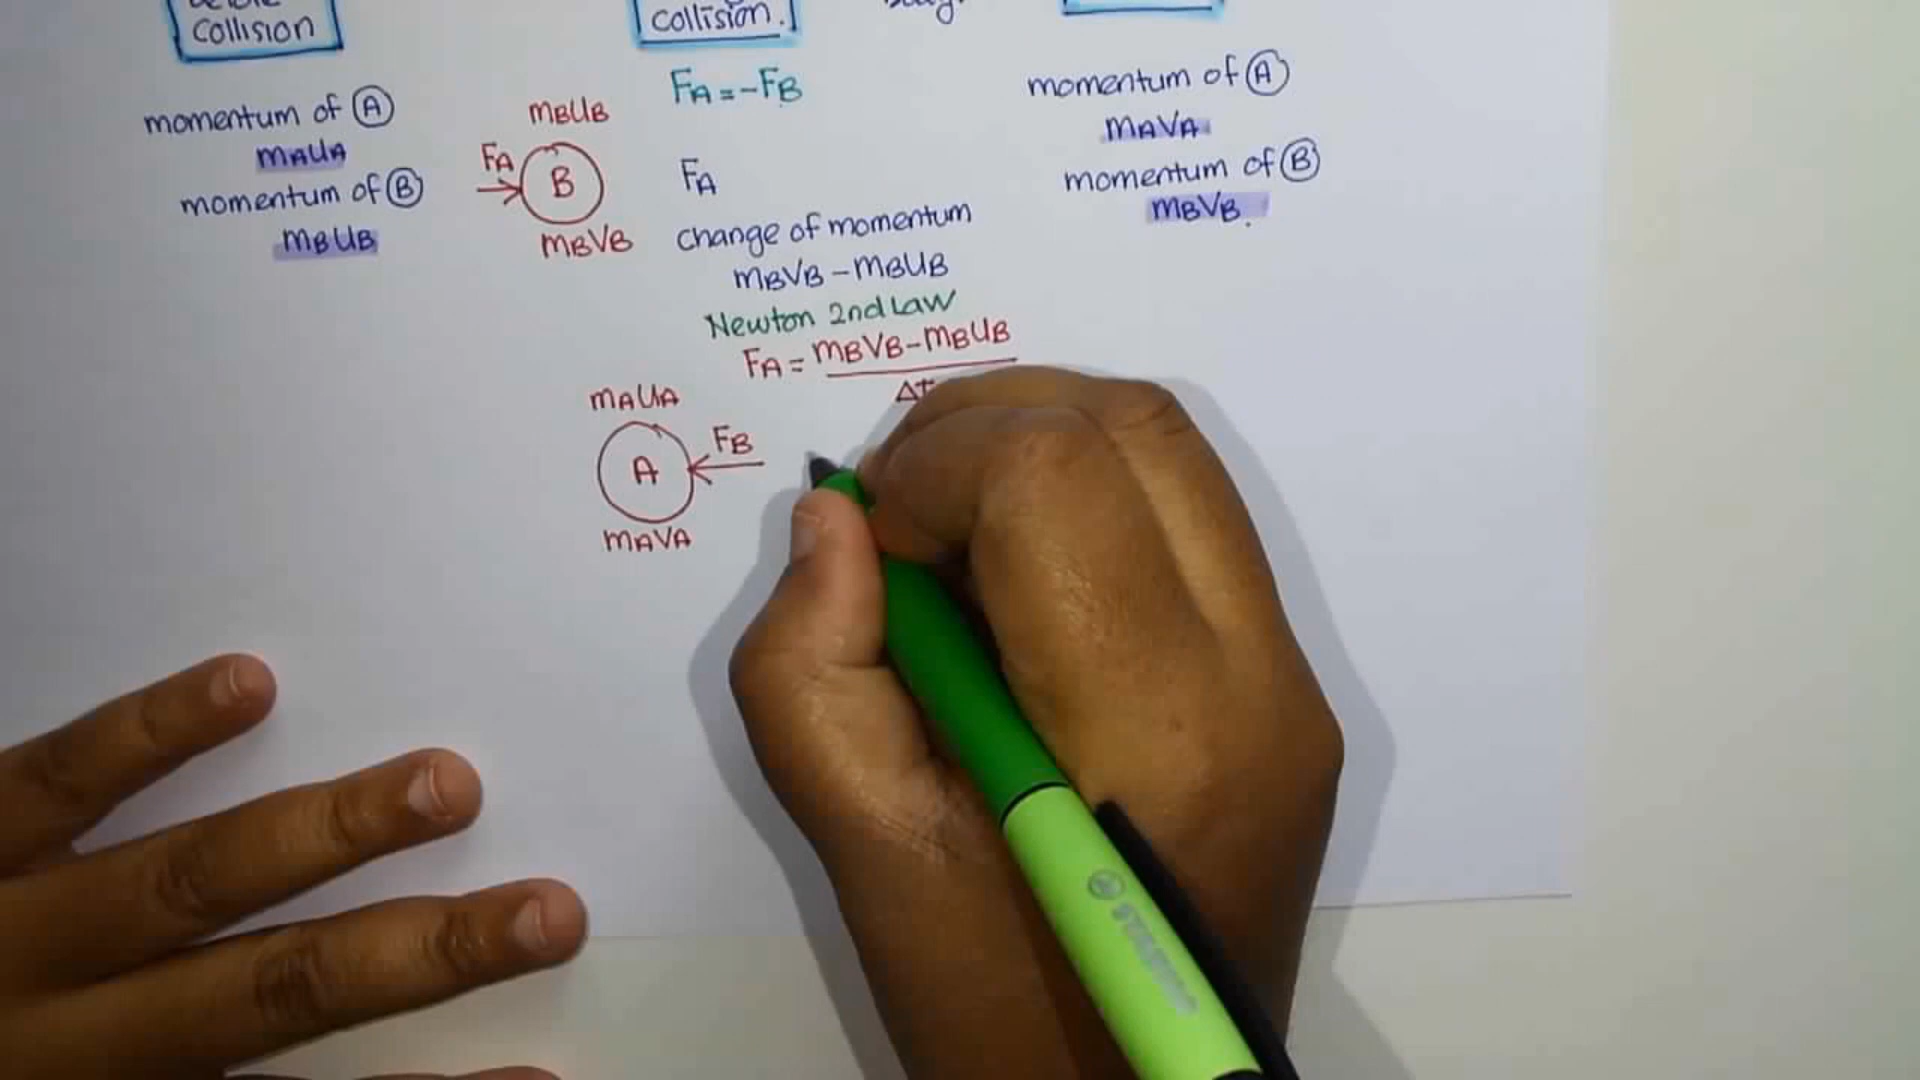 collision
momentum of A
mAUA
momentum of B
mBUB
mBUB
FA
B
mBVB
collision.
FA = -FB
FA
change of momentum
mBVB - mBUB
Newton 2nd Law
FA = mBVB - mBUB
Δt
mAUA
A
FB
mAVA
momentum of A
mAVA
momentum of B
mBVB.